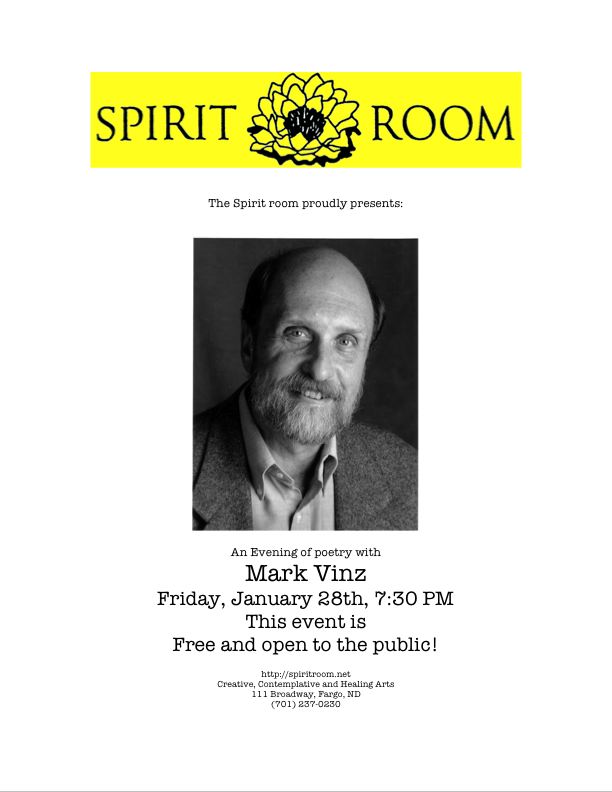 SPIRIT ROOM
The Spirit room proudly presents:
An Evening of poetry with
Mark Vinz
Friday, January 28th, 7:30 PM
This event is
Free and open to the public!
http://spiritroom.net
Creative, Contemplative and Healing Arts
111 Broadway, Fargo, ND
(701) 237-0230